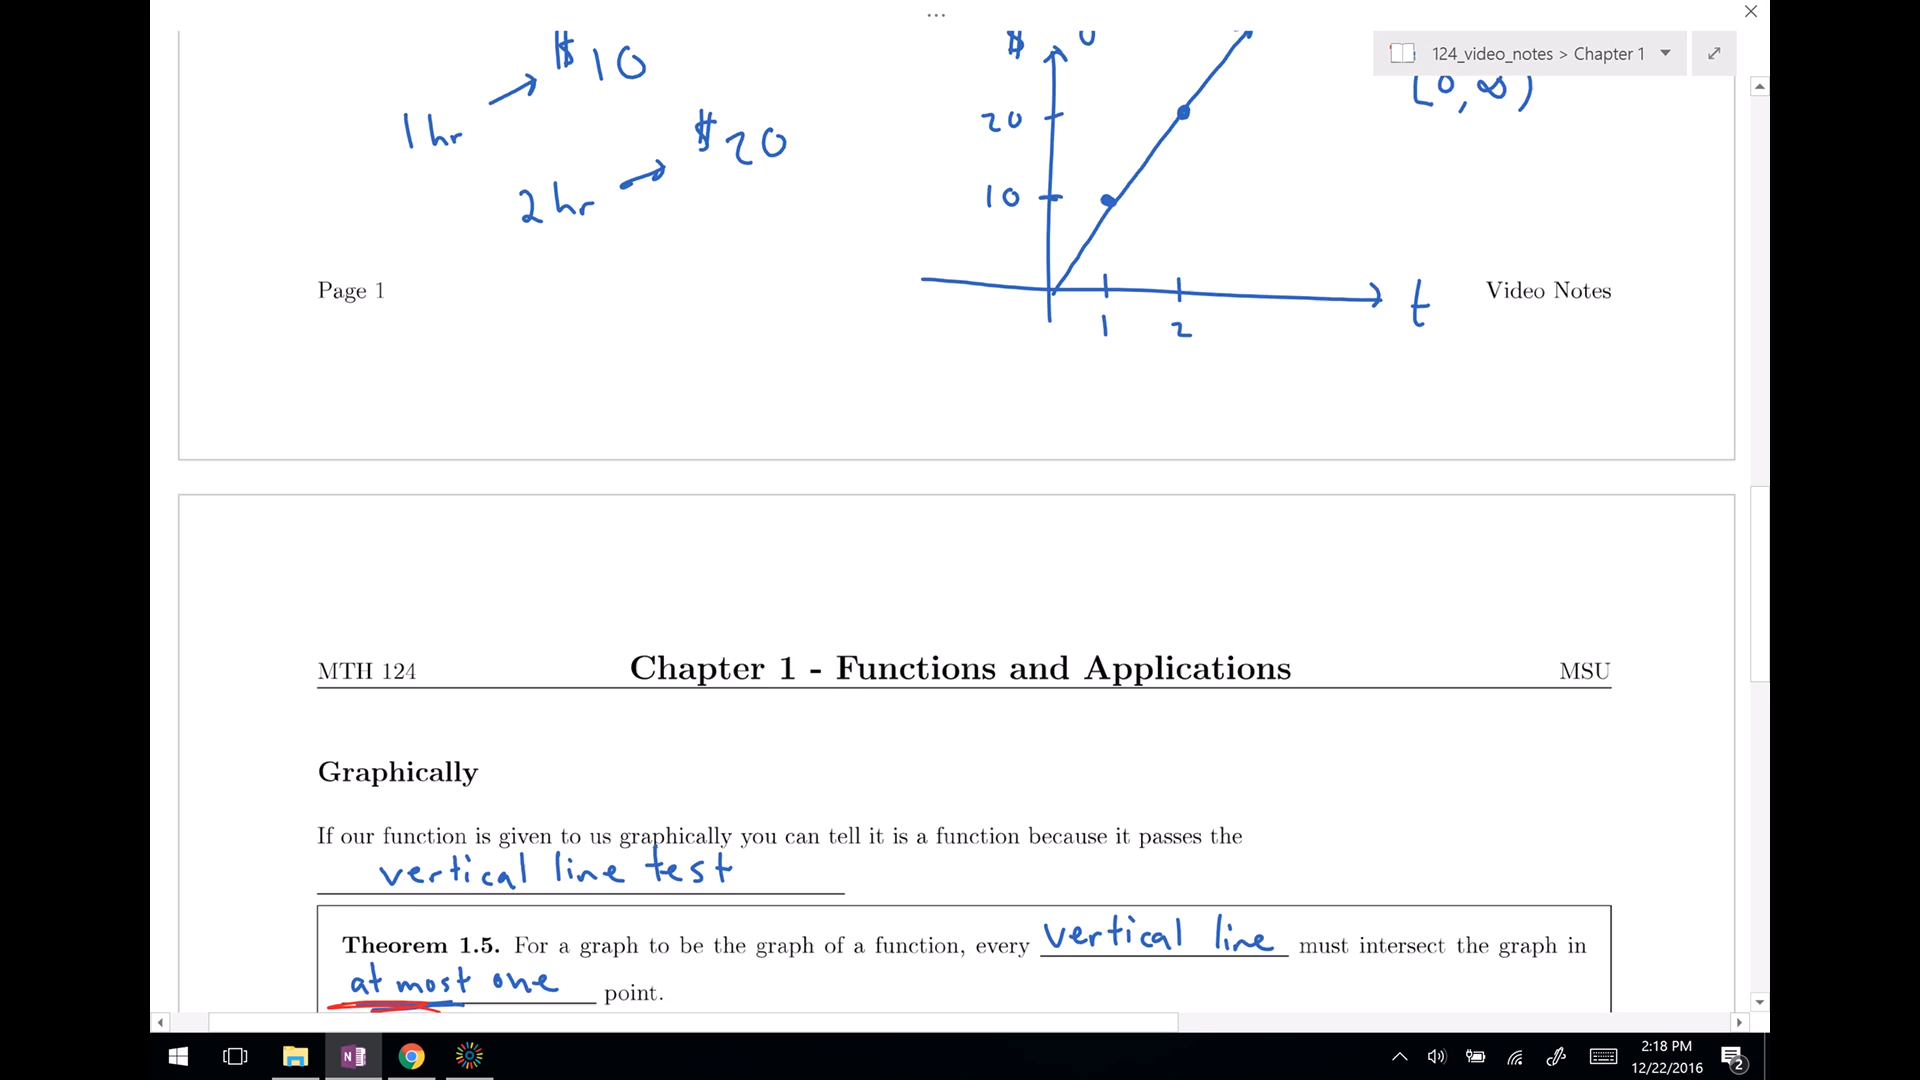 124_video_notes > Chapter 1
$ 10
1 hr
$ 20
2 hr
$
20
10
1
2
t
[0, ∞)
Page 1
Video Notes
MTH 124
Chapter 1 - Functions and Applications
MSU
Graphically
If our function is given to us graphically you can tell it is a function because it passes the
vertical line test
Theorem 1.5. For a graph to be the graph of a function, every vertical line must intersect the graph in
at most one point.
2:18 PM
12/22/2016
2